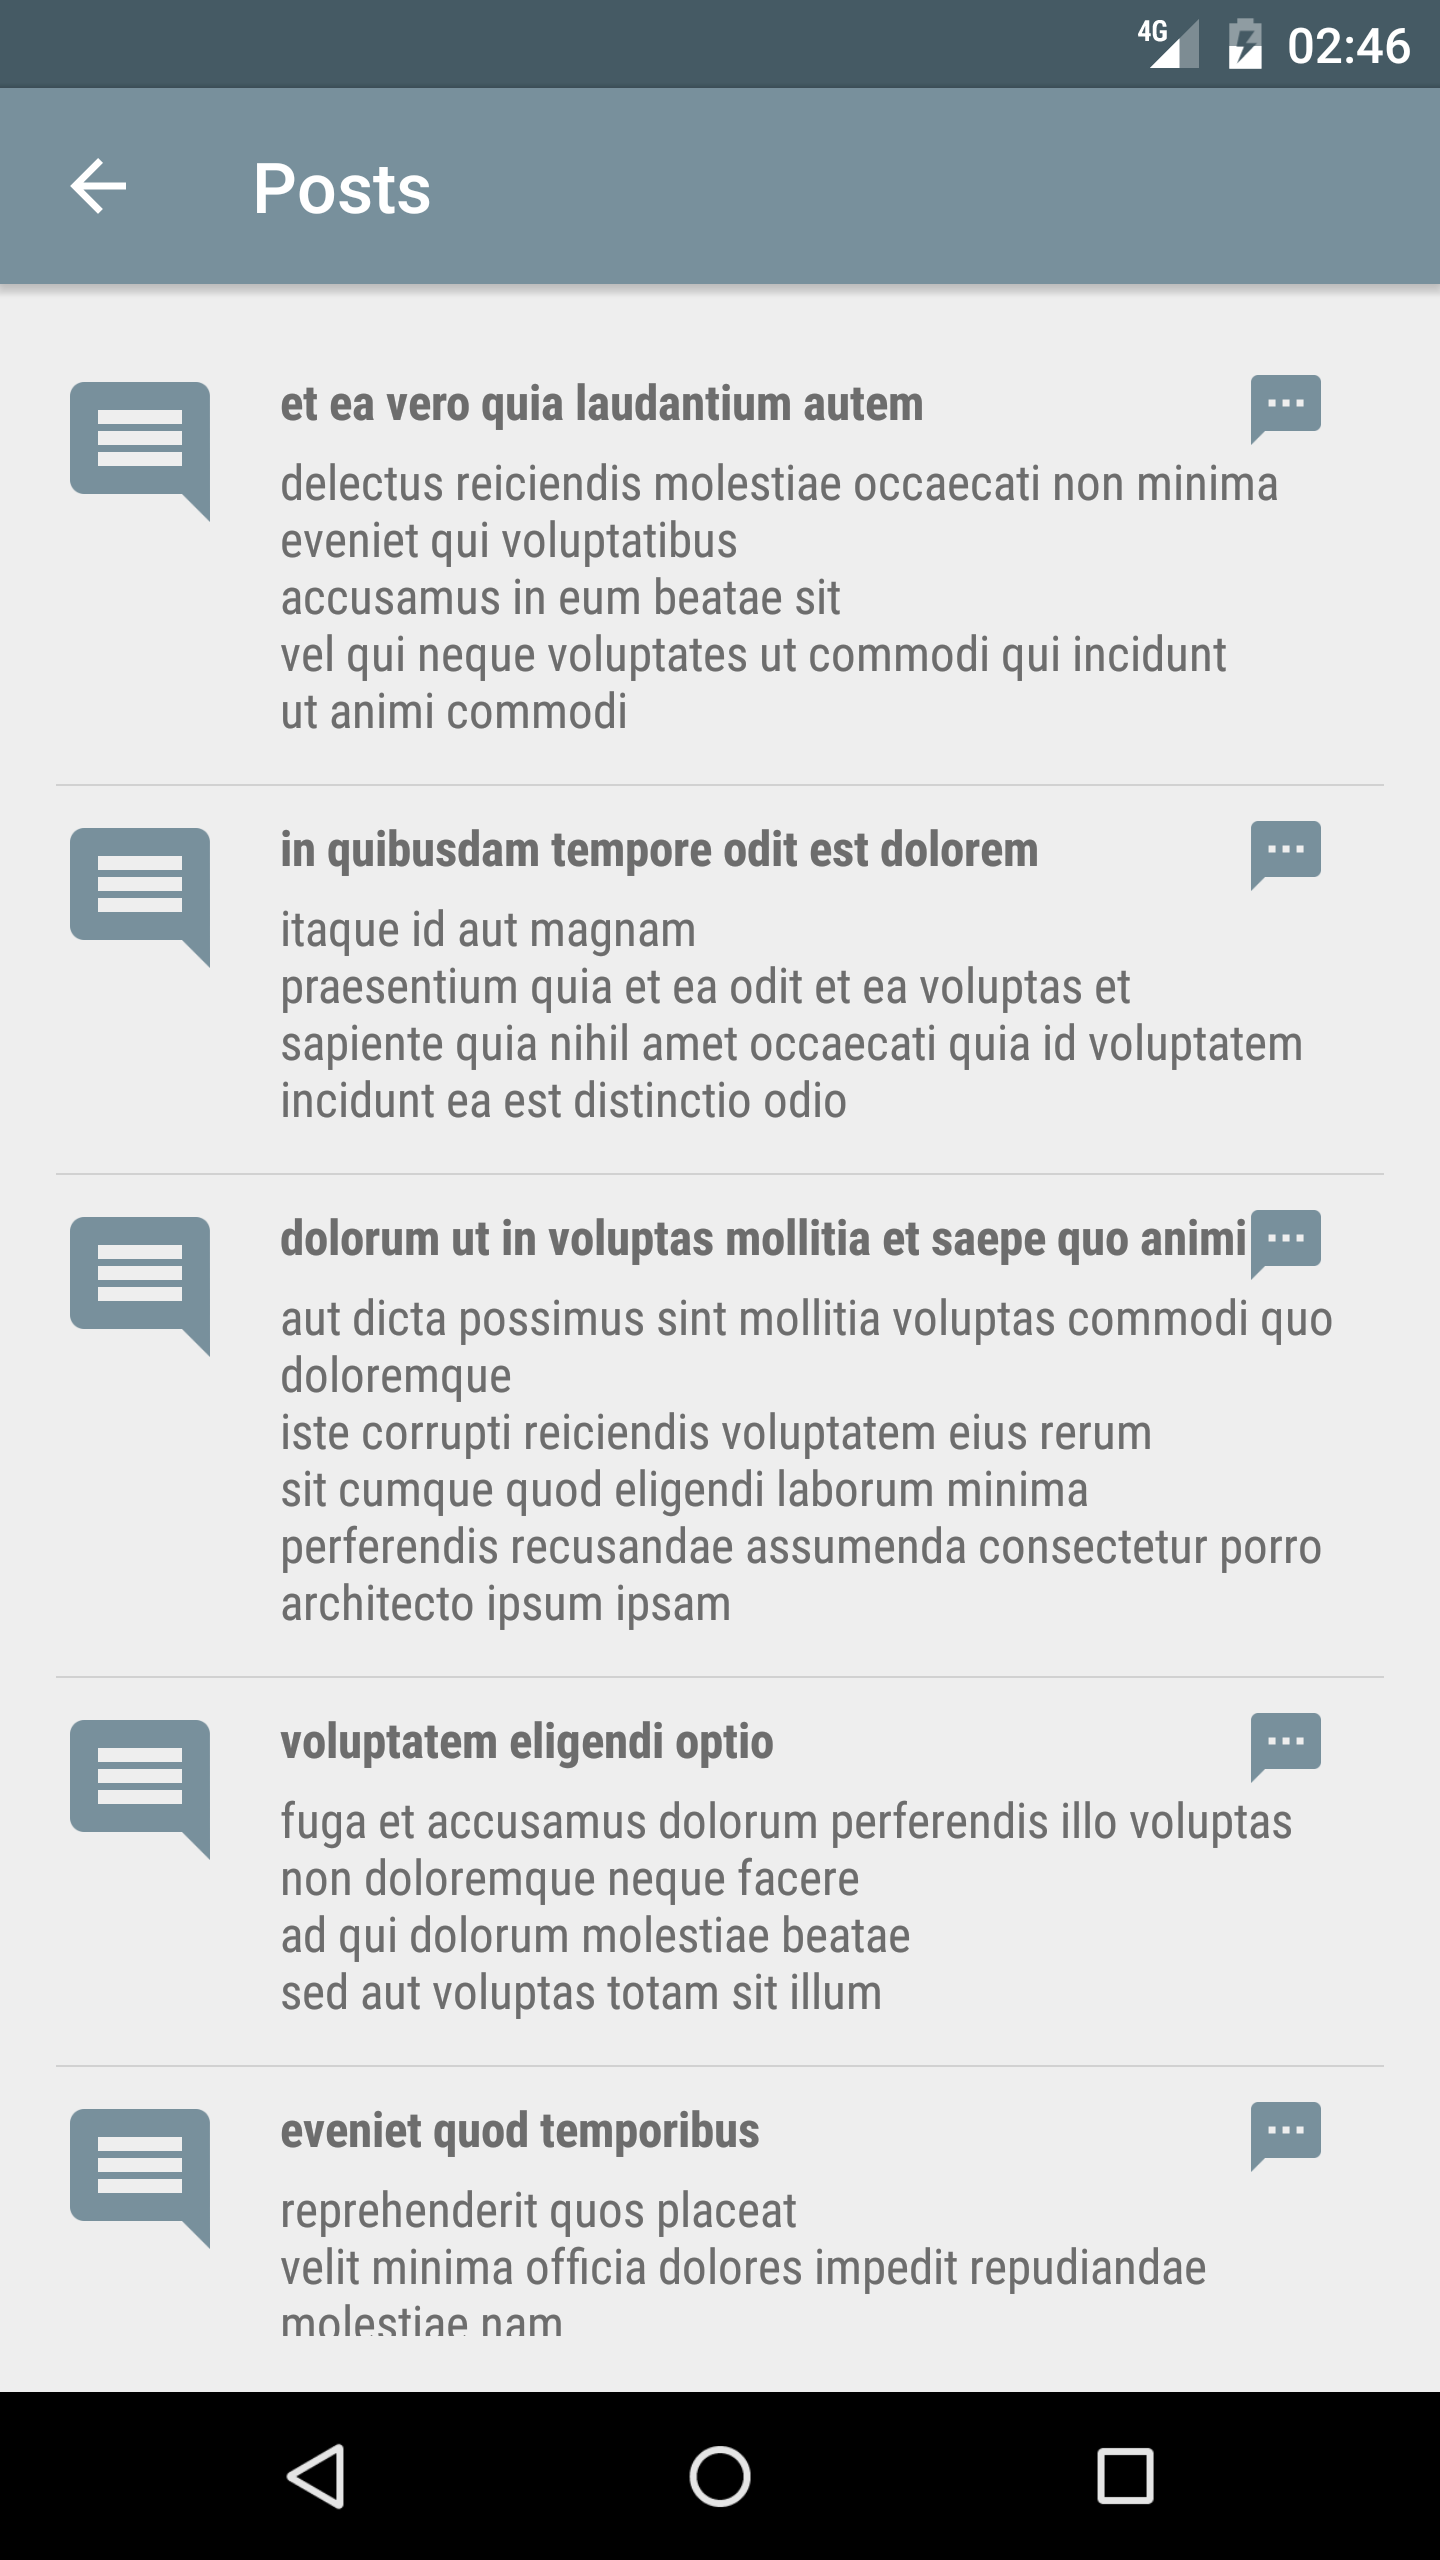 4G 02:46
Posts
et ea vero quia laudantium autem
delectus reiciendis molestiae occaecati non minima
eveniet qui voluptatibus
accusamus in eum beatae sit
vel qui neque voluptates ut commodi qui incidunt
ut animi commodi
in quibusdam tempore odit est dolorem
itaque id aut magnam
praesentium quia et ea odit et ea voluptas et
sapiente quia nihil amet occaecati quia id voluptatem
incidunt ea est distinctio odio
dolorum ut in voluptas mollitia et saepe quo animi
aut dicta possimus sint mollitia voluptas commodi quo
doloremque
iste corrupti reiciendis voluptatem eius rerum
sit cumque quod eligendi laborum minima
perferendis recusandae assumenda consectetur porro
architecto ipsum ipsam
voluptatem eligendi optio
fuga et accusamus dolorum perferendis illo voluptas
non doloremque neque facere
ad qui dolorum molestiae beatae
sed aut voluptas totam sit illum
eveniet quod temporibus
reprehenderit quos placeat
velit minima officia dolores impedit repudiandae
molestiae nam